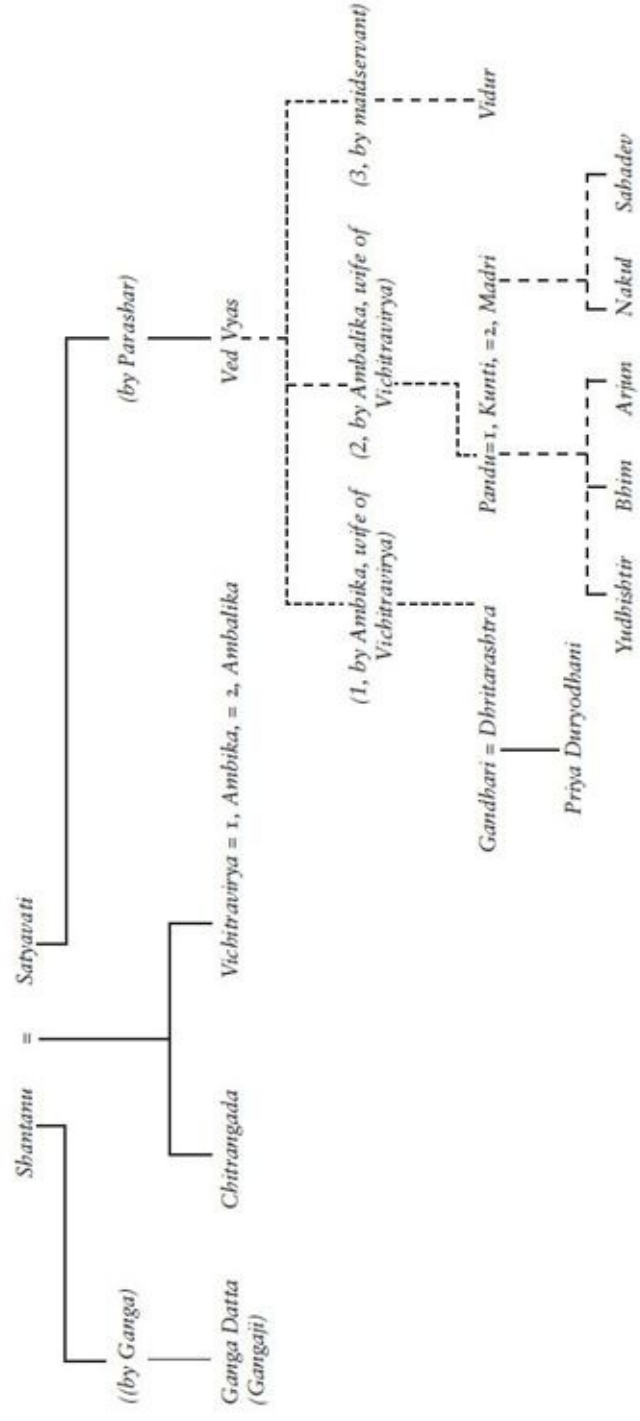 Shantanu = Satyavati
((by Ganga)
(by Parashar)
Ganga Datta
(Gangaji)
Chitrangada
Vichitravirya = 1, Ambika, = 2, Ambalika
Ved Vyas
(1, by Ambika, wife of
Vichitravirya)
(2, by Ambalika, wife of
Vichitravirya)
(3, by maidservant)
Gandhari = Dhritarashtra
Pandu=1, Kunti, =2, Madri
Vidur
Priya Duryodhani
Yudhishtir
Bhim
Arjun
Nakul
Sahadev